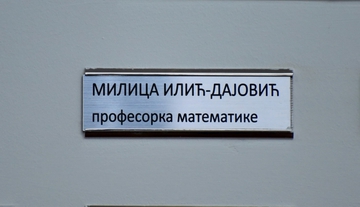 МИЛИЦА ИЛИЋ-ДАЈОВИЋ
професорка математике